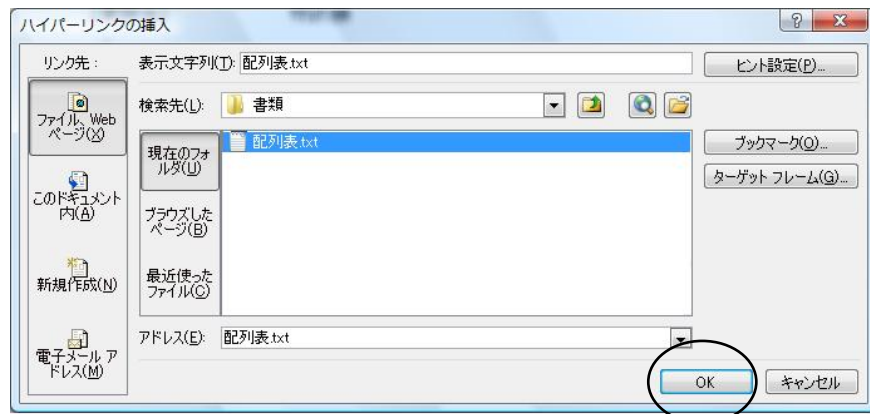 ハイパーリンクの挿入
リンク先:
表示文字列(T): 配列表.txt
ヒント設定(P)...
ファイル、Web
ページ(X)
検索先(L): 書類
現在のフォ
ルダ(U)
配列表.txt
ブックマーク(O)...
ターゲット フレーム(G)...
このドキュメント
内(A)
ブラウズした
ページ(B)
新規作成(N)
最近使った
ファイル(C)
電子メール ア
ドレス(M)
アドレス(E): 配列表.txt
OK
キャンセル